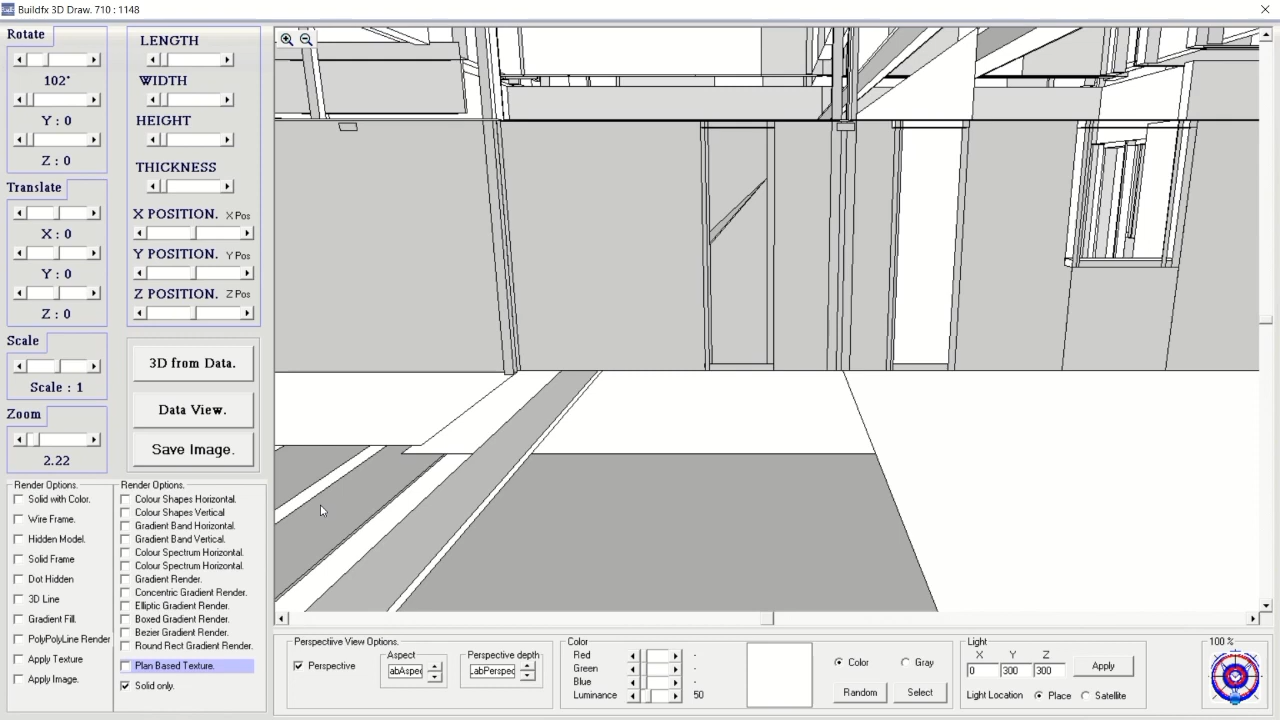 Buildfx 3D Draw. 710 : 1148
Rotate
102°
Y : 0
Z : 0
Translate
X : 0
Y : 0
Z : 0
Scale
Scale : 1
Zoom
2.22
LENGTH
WIDTH
HEIGHT
THICKNESS
X POSITION. X Pos
Y POSITION. Y Pos
Z POSITION. Z Pos
3D from Data.
Data View.
Save Image.
Render Options.
Solid with Color.
Wire Frame.
Hidden Model.
Solid Frame
Dot Hidden
3D Line
Gradient Fill.
PolyPolyLine Render
Apply Texture
Apply Image.
Render Options.
Colour Shapes Horizontal.
Colour Shapes Vertical
Gradient Band Horizontal.
Gradient Band Vertical.
Colour Spectrum Horizontal.
Colour Spectrum Horizontal.
Gradient Render.
Concentric Gradient Render.
Elliptic Gradient Render.
Boxed Gradient Render.
Bezier Gradient Render.
Round Rect Gradient Render.
Plan Based Texture.
Solid only.
Perspective View Options.
Perspective
Aspect
abAspec
Perspective depth
.abPerspec
Color
Red -
Green -
Blue -
Luminance 50
Color Gray
Random Select
Light
X Y Z
0 300 300 Apply
Light Location Place Satellite
100 %